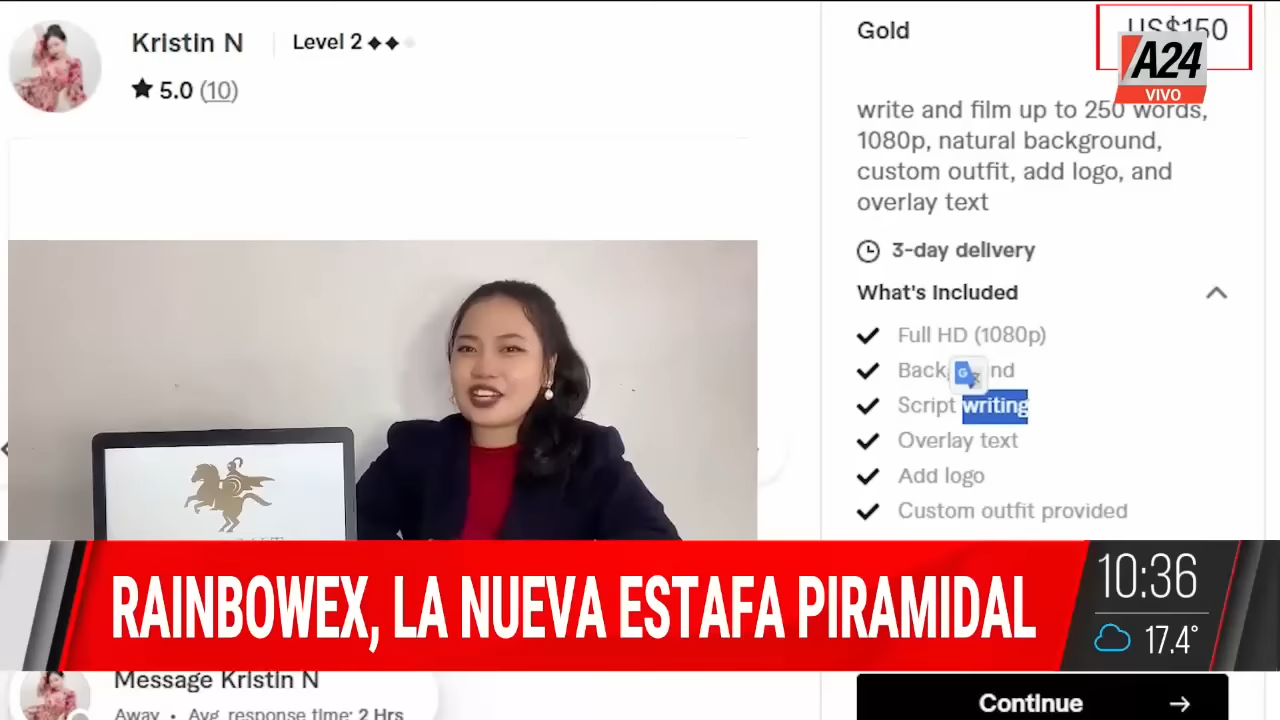 Kristin N
Level 2
5.0 (10)
Gold
US$150
A24
VIVO
write and film up to 250 words,
1080p, natural background,
custom outfit, add logo, and
overlay text
3-day delivery
What's Included
Full HD (1080p)
Script writing
Overlay text
Add logo
Custom outfit provided
RAINBOWEX, LA NUEVA ESTAFA PIRAMIDAL
10:36
17.4°
Message Kristin N
Away • Avg. response time: 2 Hrs
Continue